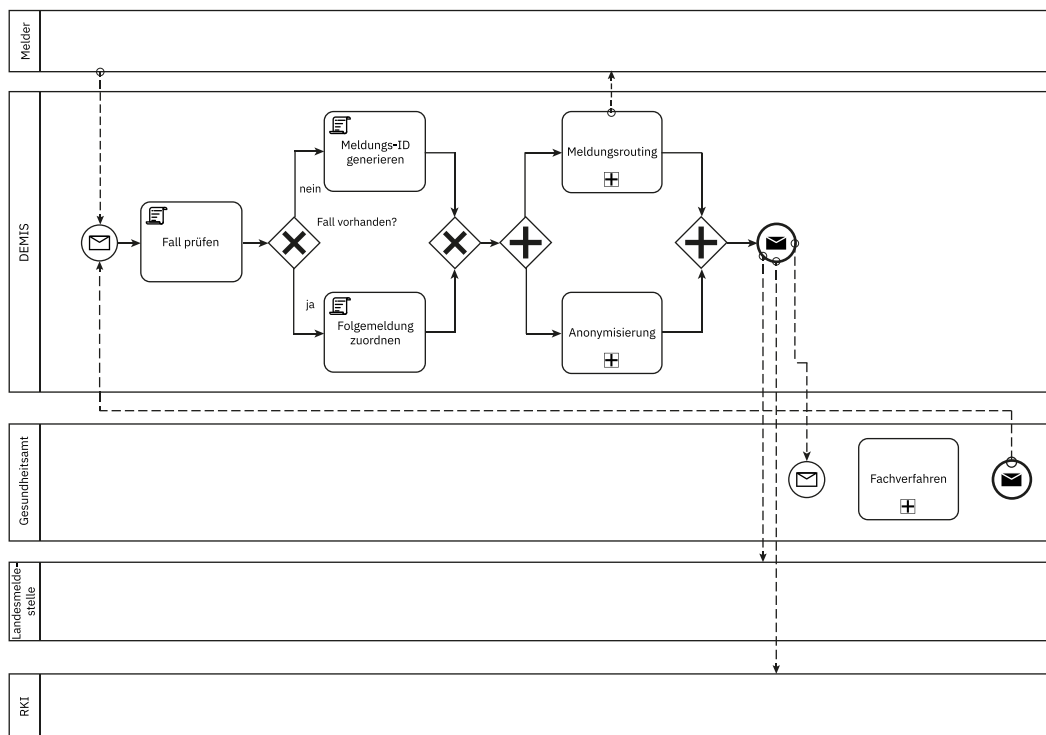 Melder
DEMIS
Meldungs-ID
generieren
Meldungsrouting
nein
Fall vorhanden?
Fall prüfen
ja
Folgemeldung
zuordnen
Anonymisierung
Gesundheitsamt
Fachverfahren
Landesmelde-
stelle
RKI